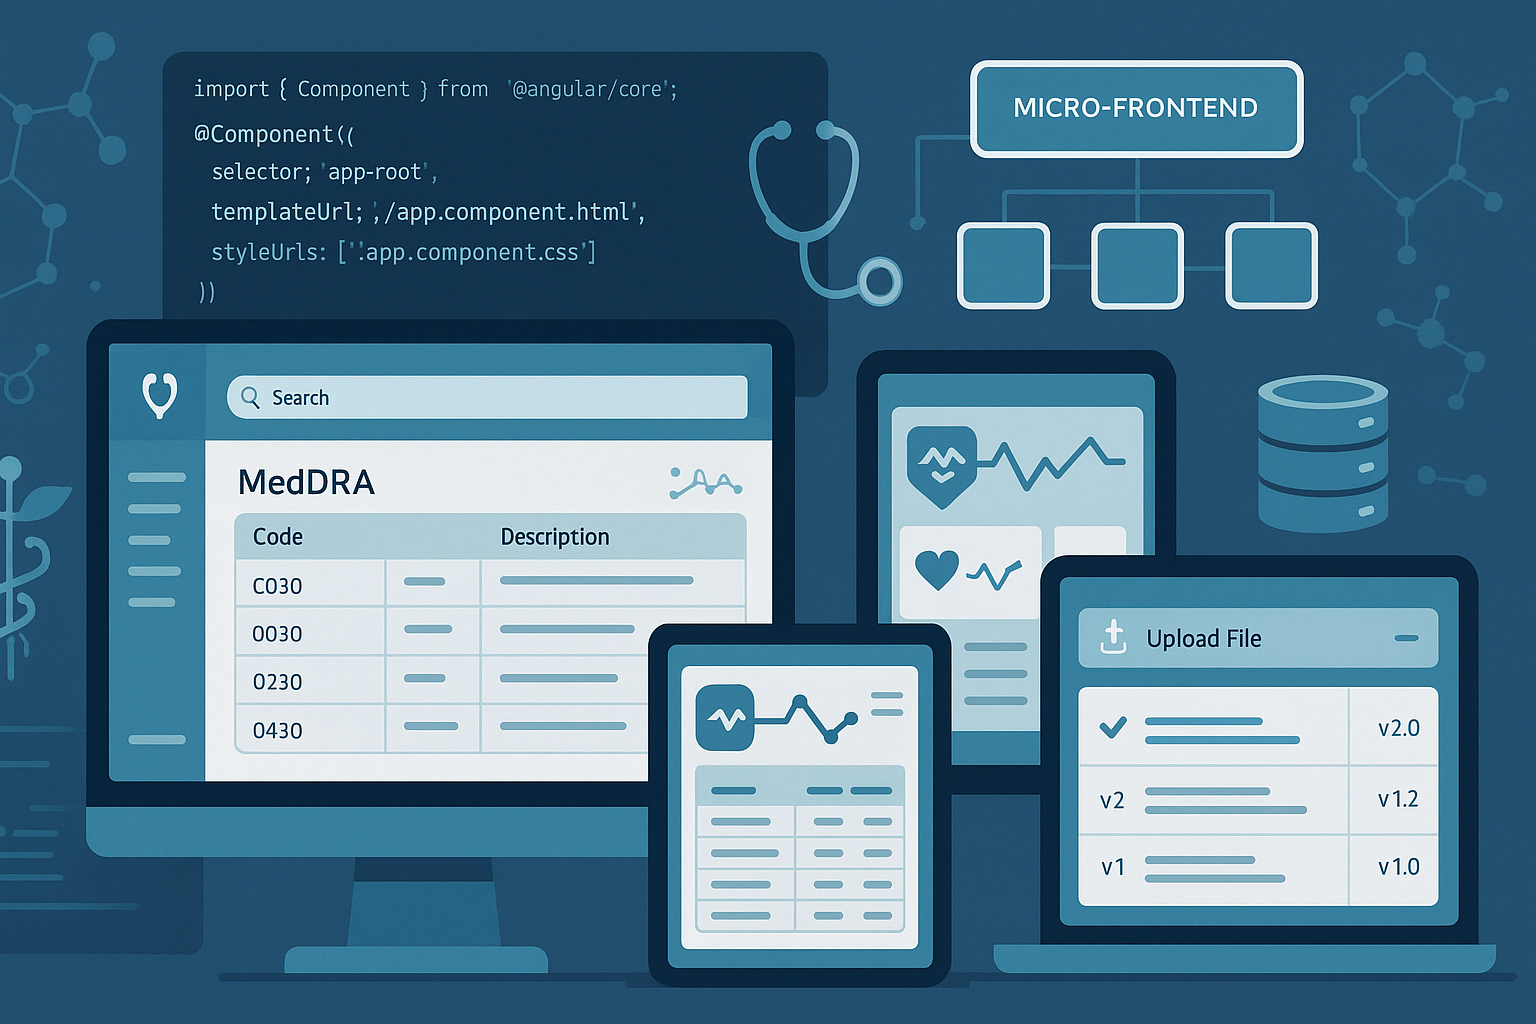 import { Component } from '@angular/core';
@Component((
selector; 'app-root',
templateUrl; ',/app.component.html',
styleUrls: [''.app.component.css']
))
MICRO-FRONTEND
Search
MedDRA
Code Description
C030
0030
0230
0430
Upload File
v2.0
v2 v1.2
v1 v1.0